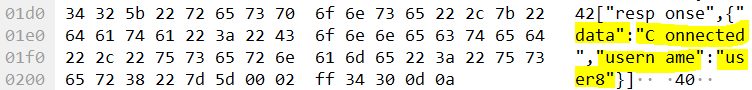 01d0 34 32 5b 22 72 65 73 70 6f 6e 73 65 22 2c 7b 22 42["resp onse",{"
01e0 64 61 74 61 22 3a 22 43 6f 6e 6e 65 63 74 65 64 data":"C onnected
01f0 22 2c 22 75 73 65 72 6e 61 6d 65 22 3a 22 75 73 ","usern ame":"us
0200 65 72 38 22 7d 5d 00 02 ff 34 30 0d 0a er8"}]·· ·40··